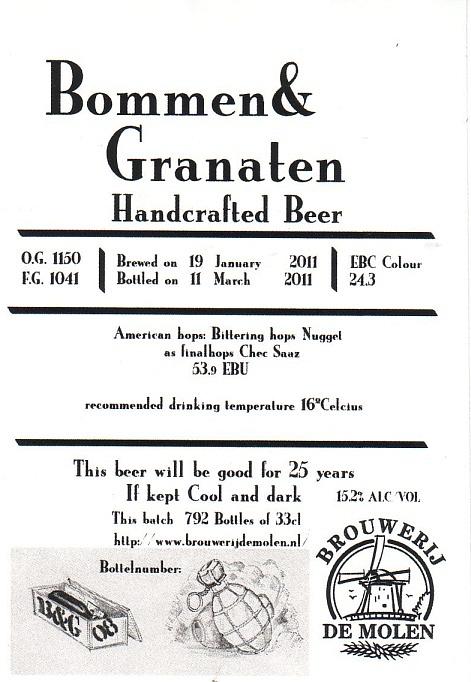 Bommen&
Granaten
Handcrafted Beer
O.G. 1150
F.G. 1041
Brewed on 19 January 2011
Bottled on 11 March 2011
EBC Colour
24.3
American hops: Bittering hops Nugget
as finalhops Chec Saaz
53.9 EBU
recommended drinking temperature 16ºCelcius
This beer will be good for 25 years
If kept Cool and dark
15.2% ALC/VOL
This batch 792 Bottles of 33cl
http://www.brouwerijdemolen.nl/
Bottelnumber:
B&G 08
BROUWERIJ
DE MOLEN